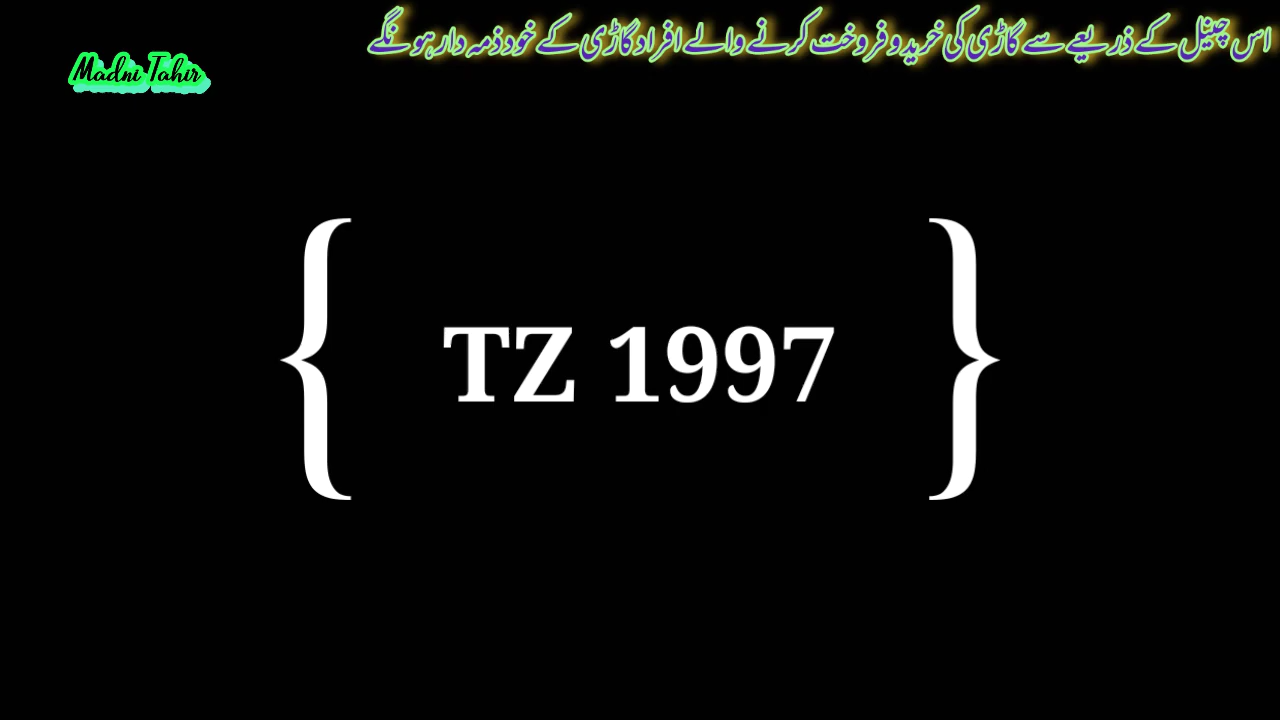 اس چینیل کے ذریعے سے گاڑی کی خرید و فروخت کرنے والے افراد گاڑی کے خود ذمہ دار ہونگے
Madni Tahir
{ TZ 1997 }